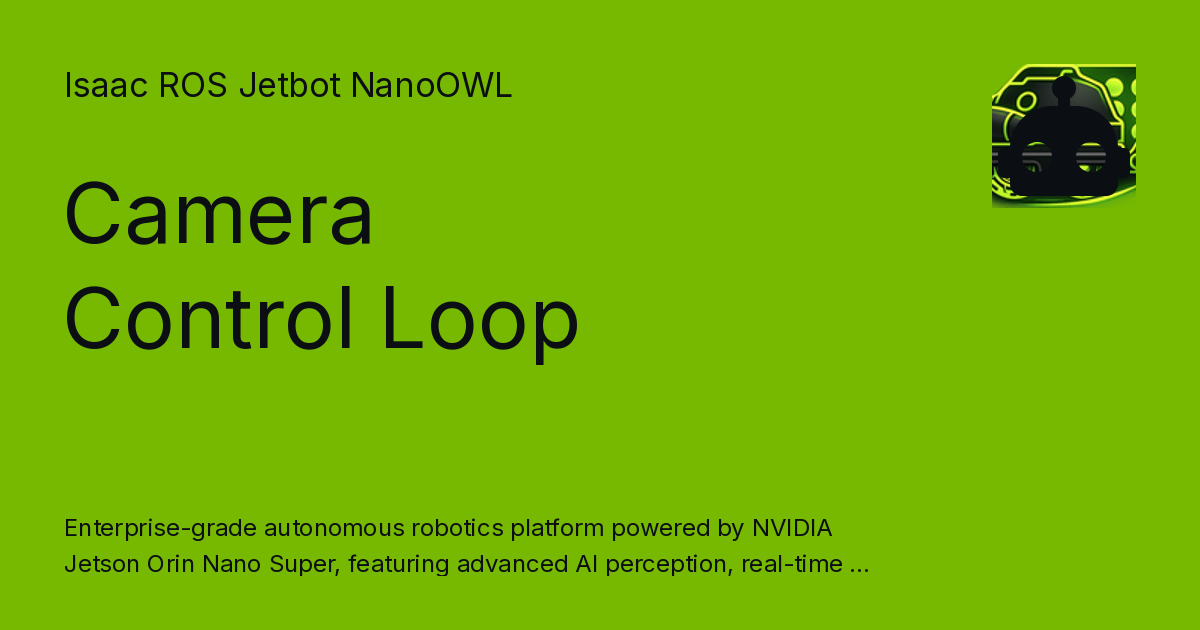 Isaac ROS Jetbot NanoOWL
Camera
Control Loop
Enterprise-grade autonomous robotics platform powered by NVIDIA
Jetson Orin Nano Super, featuring advanced AI perception, real-time ...